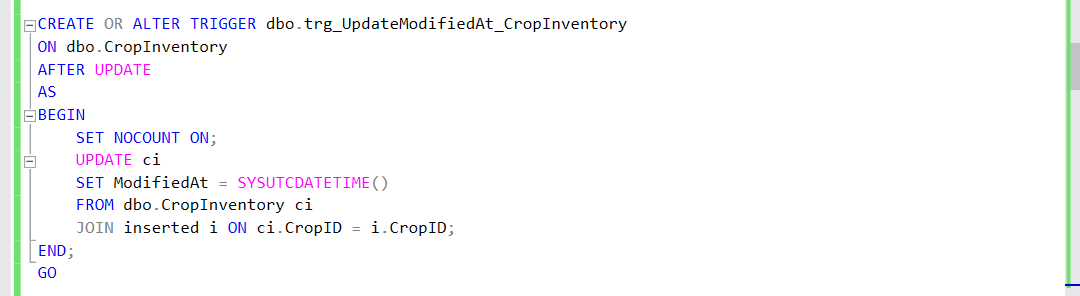 CREATE OR ALTER TRIGGER dbo.trg_UpdateModifiedAt_CropInventory
ON dbo.CropInventory
AFTER UPDATE
AS
BEGIN
    SET NOCOUNT ON;
    UPDATE ci
    SET ModifiedAt = SYSUTCDATETIME()
    FROM dbo.CropInventory ci
    JOIN inserted i ON ci.CropID = i.CropID;
END;
GO